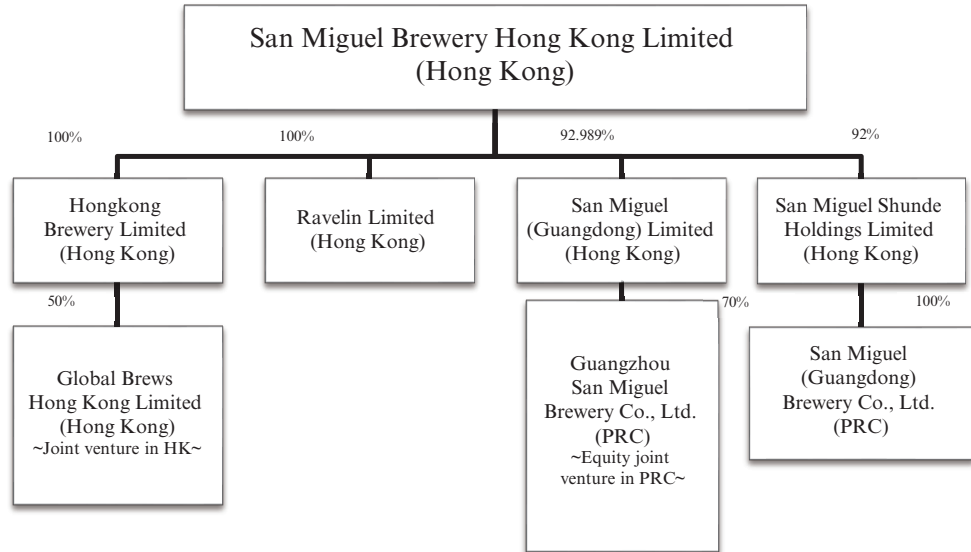 San Miguel Brewery Hong Kong Limited
(Hong Kong)
100%
100%
92.989%
92%
Hongkong
Brewery Limited
(Hong Kong)
Ravelin Limited
(Hong Kong)
San Miguel
(Guangdong) Limited
(Hong Kong)
San Miguel Shunde
Holdings Limited
(Hong Kong)
50%
70%
100%
Global Brews
Hong Kong Limited
(Hong Kong)
~Joint venture in HK~
Guangzhou
San Miguel
Brewery Co., Ltd.
(PRC)
~Equity joint
venture in PRC~
San Miguel
(Guangdong)
Brewery Co., Ltd.
(PRC)